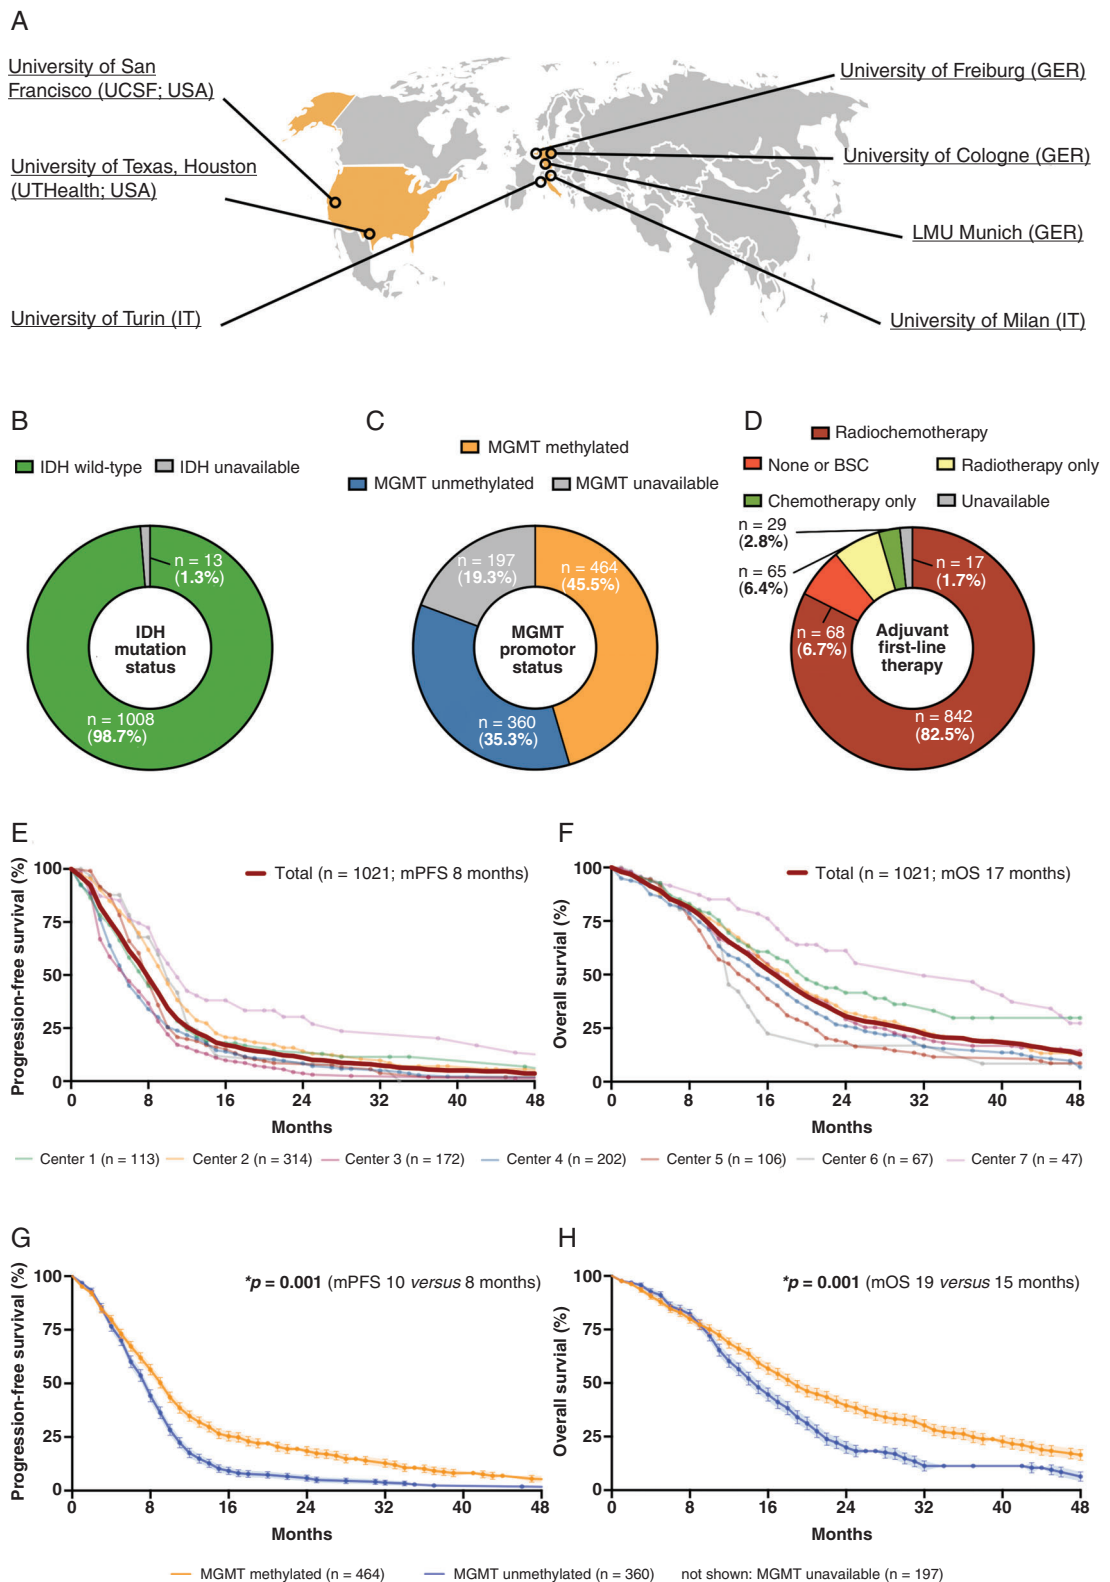 A
University of San
Francisco (UCSF; USA)
University of Texas, Houston
(UTHealth; USA)
University of Turin (IT)
University of Freiburg (GER)
University of Cologne (GER)
LMU Munich (GER)
University of Milan (IT)
B
IDH wild-type
IDH unavailable
n = 13
(1.3%)
IDH
mutation
status
n = 1008
(98.7%)
C
MGMT methylated
MGMT unmethylated
MGMT unavailable
n = 197
(19.3%)
n = 464
(45.5%)
MGMT
promotor
status
n = 360
(35.3%)
D
Radiochemotherapy
None or BSC
Radiotherapy only
Chemotherapy only
Unavailable
n = 29
(2.8%)
n = 65
(6.4%)
n = 17
(1.7%)
n = 68
(6.7%)
Adjuvant
first-line
therapy
n = 842
(82.5%)
E
Progression-free survival (%)
100
75
50
25
0
Total (n = 1021; mPFS 8 months)
0 8 16 24 32 40 48
Months
F
Overall survial (%)
100
75
50
25
0
Total (n = 1021; mOS 17 months)
0 8 16 24 32 40 48
Months
Center 1 (n = 113) Center 2 (n = 314) Center 3 (n = 172) Center 4 (n = 202) Center 5 (n = 106) Center 6 (n = 67) Center 7 (n = 47)
G
Progression-free survival (%)
100
75
50
25
0
*p = 0.001 (mPFS 10 versus 8 months)
0 8 16 24 32 40 48
Months
H
Overall survial (%)
100
75
50
25
0
*p = 0.001 (mOS 19 versus 15 months)
0 8 16 24 32 40 48
Months
MGMT methylated (n = 464) MGMT unmethylated (n = 360) not shown: MGMT unavailable (n = 197)